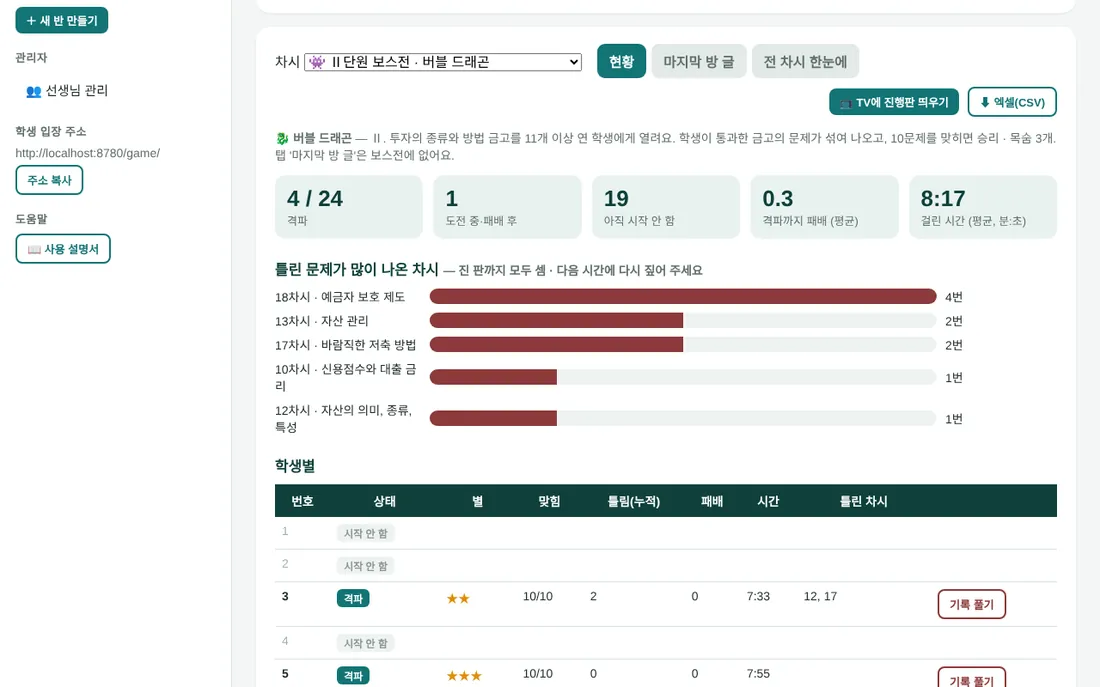 + 새 반 만들기
관리자
👥 선생님 관리
학생 입장 주소
http://localhost:8780/game/
주소 복사
도움말
📖 사용 설명서
차시 👾 Ⅱ단원 보스전 · 버블 드래곤
현황
마지막 방 글
전 차시 한눈에
📺 TV에 진행판 띄우기
⬇ 엑셀(CSV)
🐉 버블 드래곤 — Ⅱ. 투자의 종류와 방법 금고를 11개 이상 연 학생에게 열려요. 학생이 통과한 금고의 문제가 섞여 나오고, 10문제를 맞히면 승리 · 목숨 3개.
탭 '마지막 방 글'은 보스전에 없어요.
4 / 24
격파
1
도전 중·패배 후
19
아직 시작 안 함
0.3
격파까지 패배 (평균)
8:17
걸린 시간 (평균, 분:초)
틀린 문제가 많이 나온 차시 — 진 판까지 모두 셈 · 다음 시간에 다시 짚어 주세요
18차시 · 예금자 보호 제도 4번
13차시 · 자산 관리 2번
17차시 · 바람직한 저축 방법 2번
10차시 · 신용점수와 대출 금
리 1번
12차시 · 자산의 의미, 종류,
특성 1번
학생별
번호 상태 별 맞힘 틀림(누적) 패배 시간 틀린 차시
1 시작 안 함
2 시작 안 함
3 격파 ★★ 10/10 2 0 7:33 12, 17 기록 풀기
4 시작 안 함
5 격파 ★★★ 10/10 0 0 7:55 기록 풀기